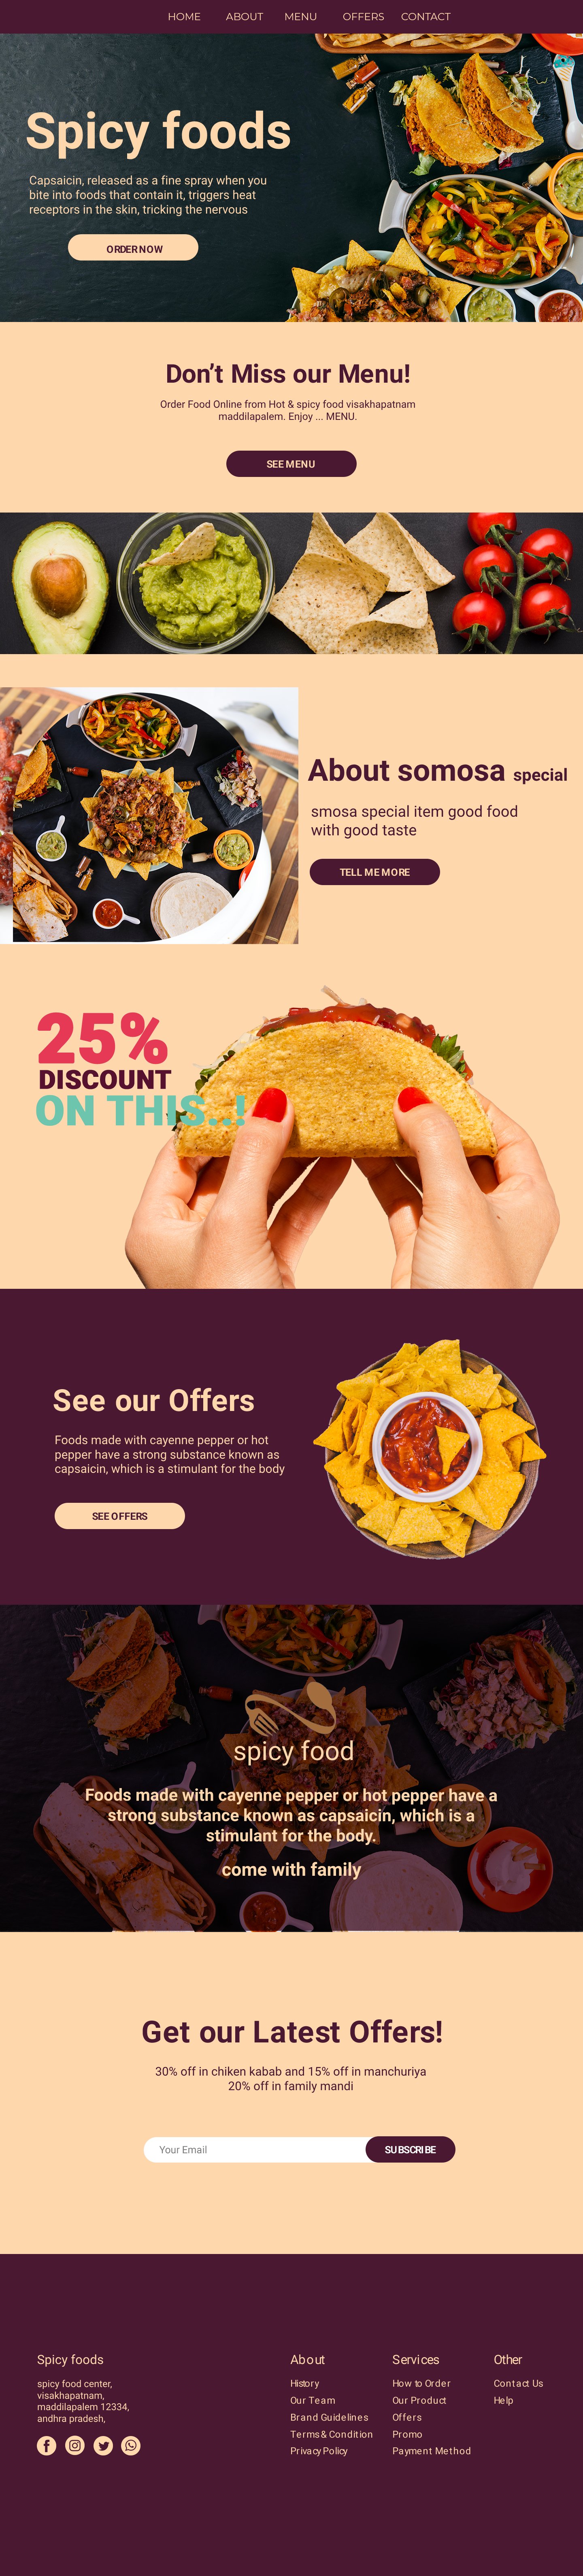 HOME ABOUT MENU OFFERS CONTACT
Spicy foods
Capsaicin, released as a fine spray when you
bite into foods that contain it, triggers heat
receptors in the skin, tricking the nervous
ORDER NOW
Don't Miss our Menu!
Order Food Online from Hot & spicy food visakhapatnam
maddilapalem. Enjoy ... MENU.
SEE MENU
About somosa special
smosa special item good food
with good taste
TELL ME MORE
25%
DISCOUNT
ON THIS..!
See our Offers
Foods made with cayenne pepper or hot
pepper have a strong substance known as
capsaicin, which is a stimulant for the body
SEE OFFERS
spicy food
Foods made with cayenne pepper or hot pepper have a
strong substance known as capsaicin, which is a
stimulant for the body.
come with family
Get our Latest Offers!
30% off in chiken kabab and 15% off in manchuriya
20% off in family mandi
Your Email
SUBSCRIBE
Spicy foods
spicy food center,
visakhapatnam,
maddilapalem 12334,
andhra pradesh,
About
History
Our Team
Brand Guidelines
Terms & Condition
Privacy Policy
Services
How to Order
Our Product
Offers
Promo
Payment Method
Other
Contact Us
Help